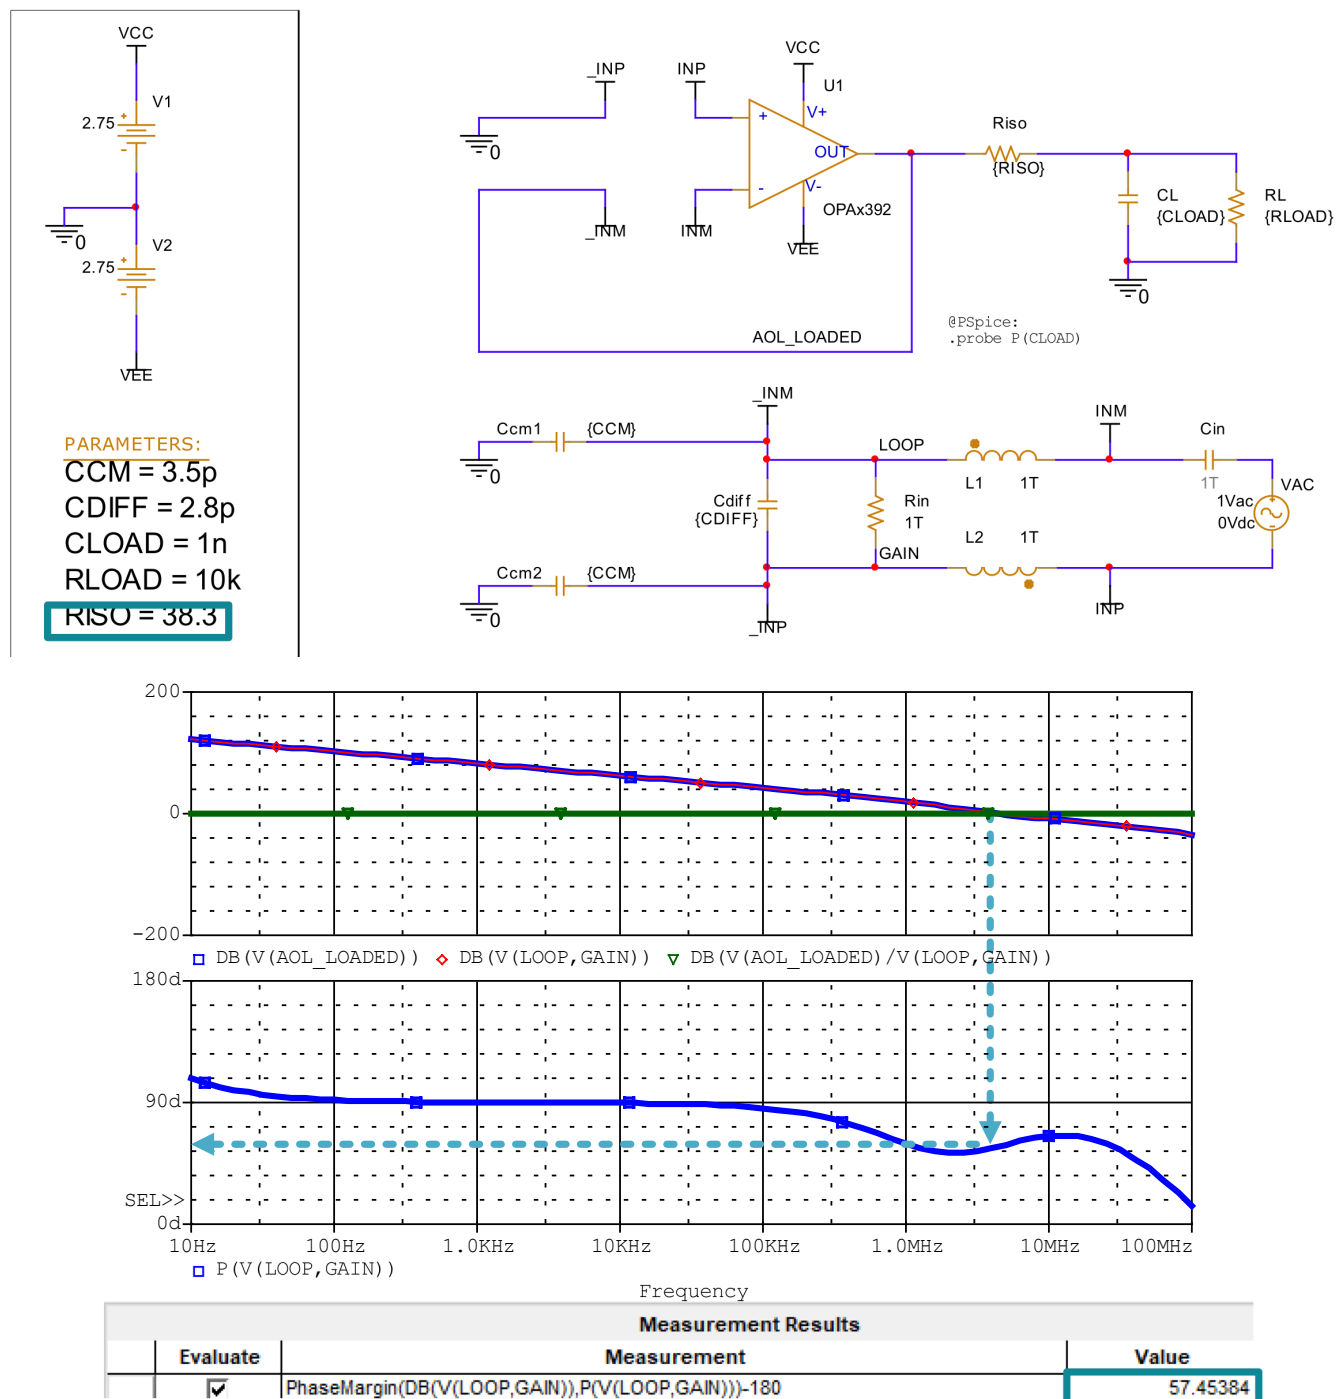 VCC
V1
2.75
+
-
0
V2
2.75
+
-
VEE
PARAMETERS:
CCM = 3.5p
CDIFF = 2.8p
CLOAD = 1n
RLOAD = 10k
RISO = 38.3
_INP
INP
VCC
U1
0
+
V+
OUT
-
V-
OPAx392
_INM
INM
VEE
Riso
{RISO}
CL
{CLOAD}
RL
{RLOAD}
0
AOL_LOADED
@PSpice:
.probe P(CLOAD)
_INM
Ccm1
{CCM}
0
LOOP
INM
Cin
1T
L1 1T
VAC
1Vac
0Vdc
+
-
Cdiff
{CDIFF}
Rin
1T
L2 1T
GAIN
Ccm2
{CCM}
0
_INP
INP
200
0
-200
DB(V(AOL_LOADED)) DB(V(LOOP,GAIN)) DB(V(AOL_LOADED)/V(LOOP,GAIN))
180d
90d
SEL>>
0d
10Hz 100Hz 1.0KHz 10KHz 100KHz 1.0MHz 10MHz 100MHz
P(V(LOOP,GAIN))
Frequency
Measurement Results
Evaluate Measurement Value
PhaseMargin(DB(V(LOOP,GAIN)),P(V(LOOP,GAIN)))-180 57.45384